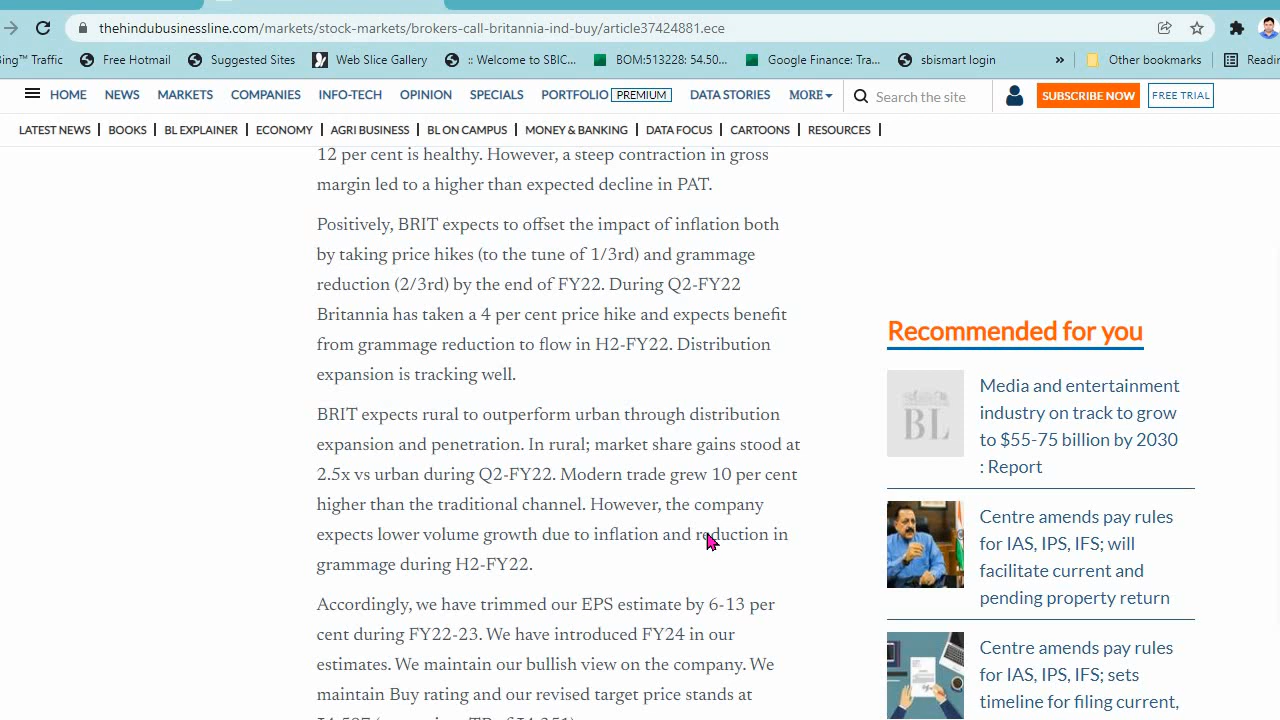 thehindubusinessline.com/markets/stock-markets/brokers-call-britannia-ind-buy/article37424881.ece
ing™ Traffic Free Hotmail Suggested Sites Web Slice Gallery :: Welcome to SBIC... BOM:513228: 54.50... Google Finance: Tra... sbismart login » Other bookmarks Readin
HOME NEWS MARKETS COMPANIES INFO-TECH OPINION SPECIALS PORTFOLIO PREMIUM DATA STORIES MORE Search the site SUBSCRIBE NOW FREE TRIAL
LATEST NEWS | BOOKS | BL EXPLAINER | ECONOMY | AGRI BUSINESS | BL ON CAMPUS | MONEY & BANKING | DATA FOCUS | CARTOONS | RESOURCES |
12 per cent is healthy. However, a steep contraction in gross
margin led to a higher than expected decline in PAT.
Positively, BRIT expects to offset the impact of inflation both
by taking price hikes (to the tune of 1/3rd) and grammage
reduction (2/3rd) by the end of FY22. During Q2-FY22
Britannia has taken a 4 per cent price hike and expects benefit
from grammage reduction to flow in H2-FY22. Distribution
expansion is tracking well.
BRIT expects rural to outperform urban through distribution
expansion and penetration. In rural; market share gains stood at
2.5x vs urban during Q2-FY22. Modern trade grew 10 per cent
higher than the traditional channel. However, the company
expects lower volume growth due to inflation and reduction in
grammage during H2-FY22.
Accordingly, we have trimmed our EPS estimate by 6-13 per
cent during FY22-23. We have introduced FY24 in our
estimates. We maintain our bullish view on the company. We
maintain Buy rating and our revised target price stands at
Recommended for you
BL
Media and entertainment
industry on track to grow
to $55-75 billion by 2030
: Report
Centre amends pay rules
for IAS, IPS, IFS; will
facilitate current and
pending property return
Centre amends pay rules
for IAS, IPS, IFS; sets
timeline for filing current,